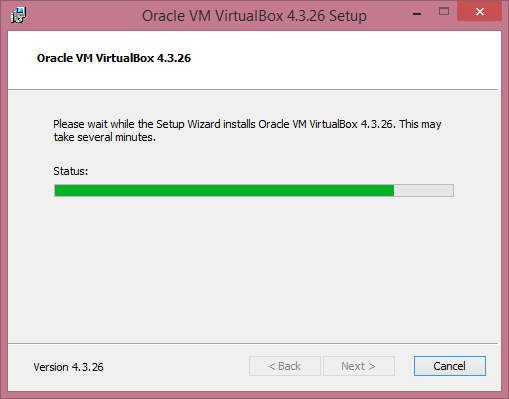 Oracle VM VirtualBox 4.3.26 Setup
Oracle VM VirtualBox 4.3.26
Please wait while the Setup Wizard installs Oracle VM VirtualBox 4.3.26. This may
take several minutes.
Status:
Version 4.3.26
< Back
Next >
Cancel